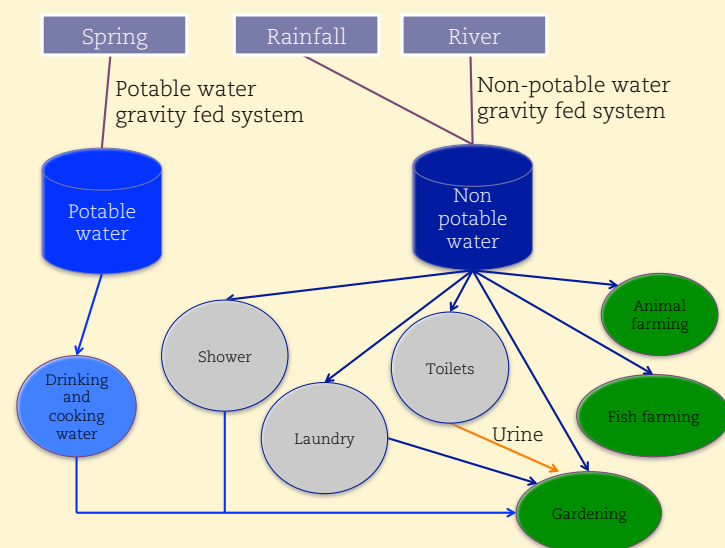 Spring
Rainfall
River
Potable water
gravity fed system
Non-potable water
gravity fed system
Potable
water
Non
potable
water
Animal
farming
Shower
Toilets
Drinking
and
cooking
water
Fish farming
Laundry
Urine
Gardening